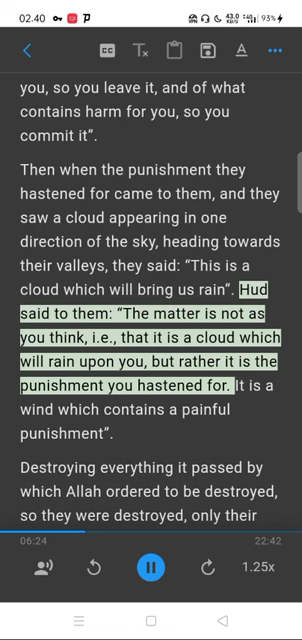 02.40
43.0
KB/S
93%
CC
T
A
you, so you leave it, and of what
contains harm for you, so you
commit it”.
Then when the punishment they
hastened for came to them, and they
saw a cloud appearing in one
direction of the sky, heading towards
their valleys, they said: “This is a
cloud which will bring us rain”. Hud
said to them: “The matter is not as
you think, i.e., that it is a cloud which
will rain upon you, but rather it is the
punishment you hastened for. It is a
wind which contains a painful
punishment”.
Destroying everything it passed by
which Allah ordered to be destroyed,
so they were destroyed, only their
06:24
22:42
1.25x